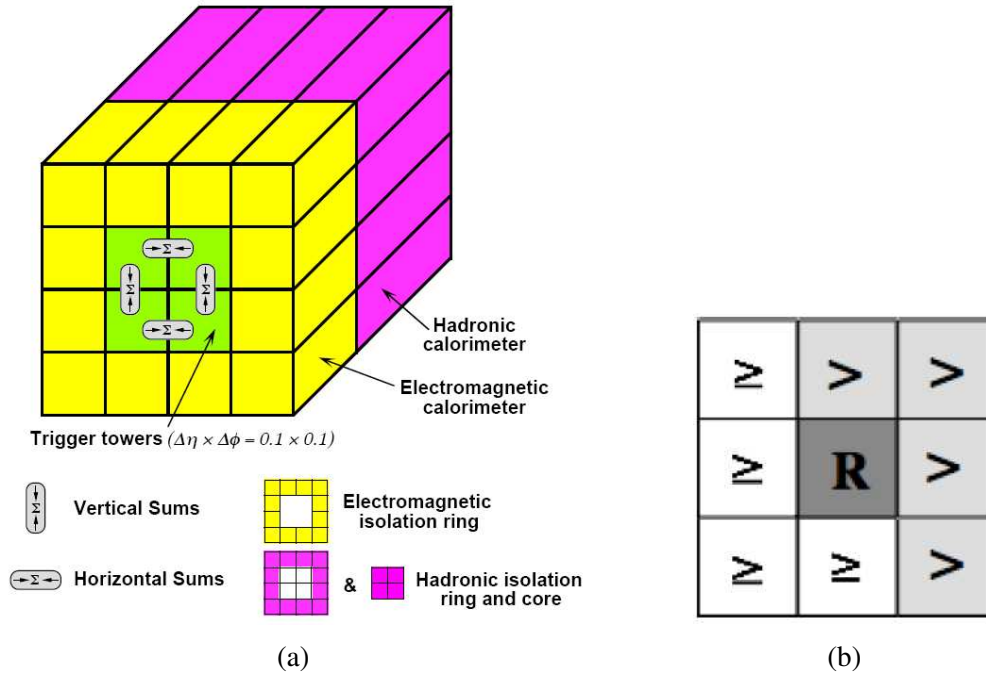 →Σ←
→Σ←
Σ
Σ
→Σ←
Hadronic
calorimeter
Electromagnetic
calorimeter
Trigger towers (Δη × Δϕ = 0.1 × 0.1)
Σ
Vertical Sums
Electromagnetic
isolation ring
→Σ← Horizontal Sums
& Hadronic isolation
ring and core
(a)
≥ > >
≥ R >
≥ ≥ >
(b)